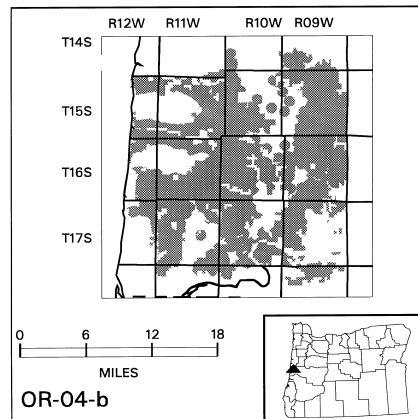 R12W R11W R10W R09W
T14S
T15S
T16S
T17S
0 6 12 18
MILES
OR-04-b